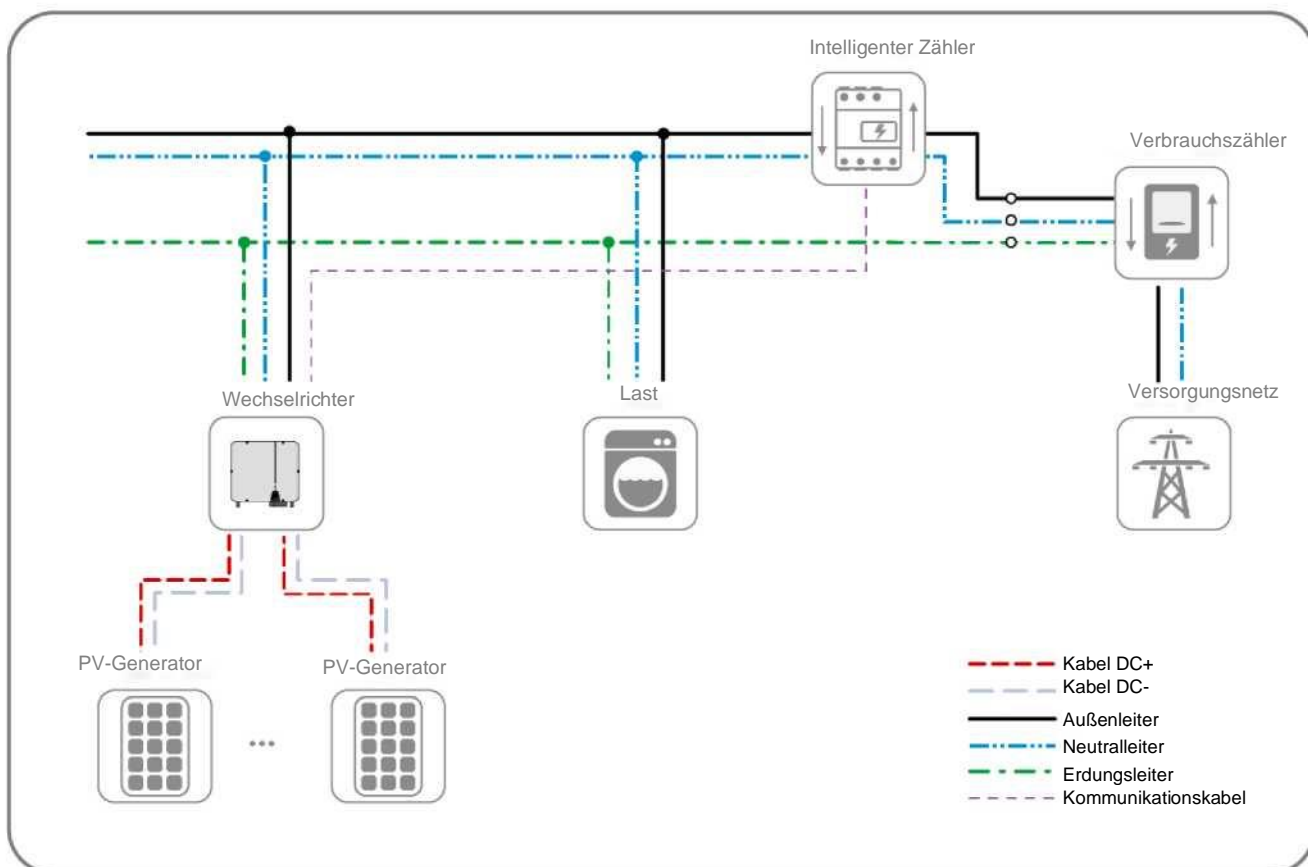 Intelligenter Zähler
Verbrauchszähler
Wechselrichter
Last
Versorgungsnetz
PV-Generator
PV-Generator
Kabel DC+
Kabel DC-
Außenleiter
Neutralleiter
Erdungsleiter
Kommunikationskabel